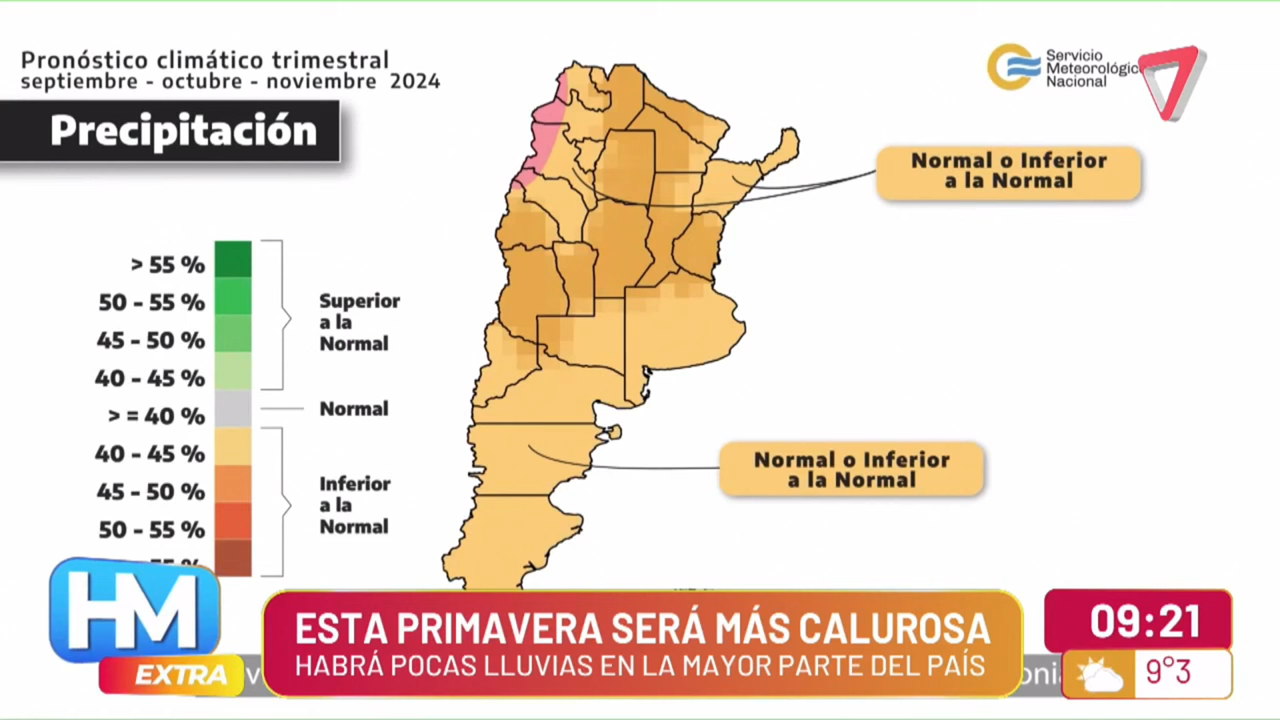 Pronóstico climático trimestral
septiembre - octubre - noviembre 2024
Precipitación
Servicio
Meteorológic
Nacional
7
Normal o Inferior
a la Normal
> 55 %
50 - 55 %
45 - 50 %
40 - 45 %
> = 40 %
40 - 45 %
45 - 50 %
50 - 55 %
Superior
a la
Normal
Normal
Inferior
a la
Normal
Normal o Inferior
a la Normal
HM
EXTRA
ESTA PRIMAVERA SERÁ MÁS CALUROSA
HABRÁ POCAS LLUVIAS EN LA MAYOR PARTE DEL PAÍS
09:21
9°3